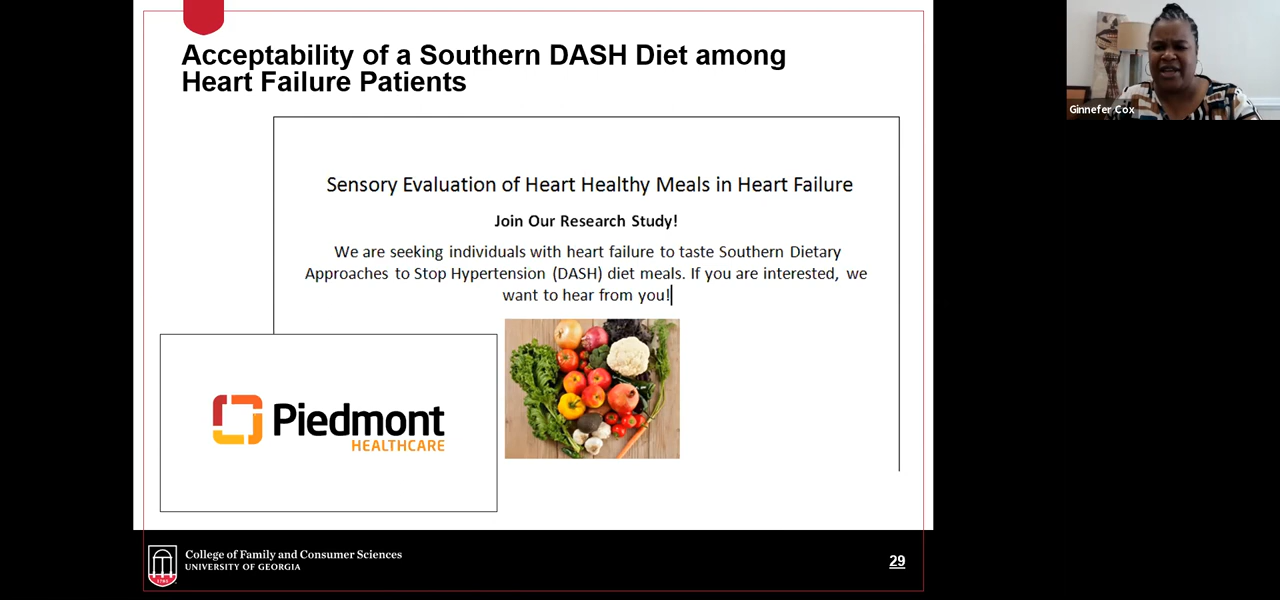 Acceptability of a Southern DASH Diet among
Heart Failure Patients
Ginnefer Cox
Sensory Evaluation of Heart Healthy Meals in Heart Failure
Join Our Research Study!
We are seeking individuals with heart failure to taste Southern Dietary
Approaches to Stop Hypertension (DASH) diet meals. If you are interested, we
want to hear from you!
Piedmont
HEALTHCARE
College of Family and Consumer Sciences
UNIVERSITY OF GEORGIA
1785
29